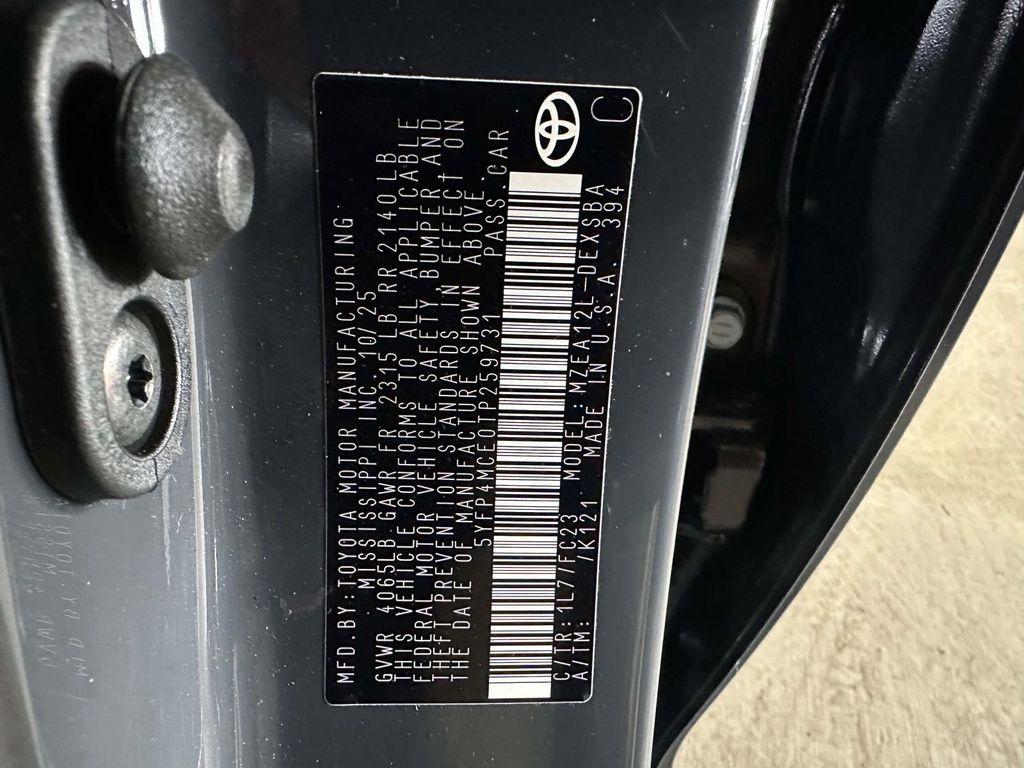 MFD.BY:TOYOTA MOTOR MANUFACTURING
MISSISSIPPI INC. 10/25
GVWR 4065LB GAWR FR 2315 LB RR 2140 LB
THIS VEHICLE CONFORMS TO ALL APPLICABLE
FEDERAL MOTOR VEHICLE SAFETY BUMPER AND
THEFT PREVENTION STANDARDS IN EFFECT ON
THE DATE OF MANUFACTURE SHOWN ABOVE.
5YFP4MCE0TP259731 PASS.CAR
C/TR: 1L7/FC23 MODEL: MZEA12L-DEXSBA
A/TM: /K121 MADE IN U.S.A. 394
C